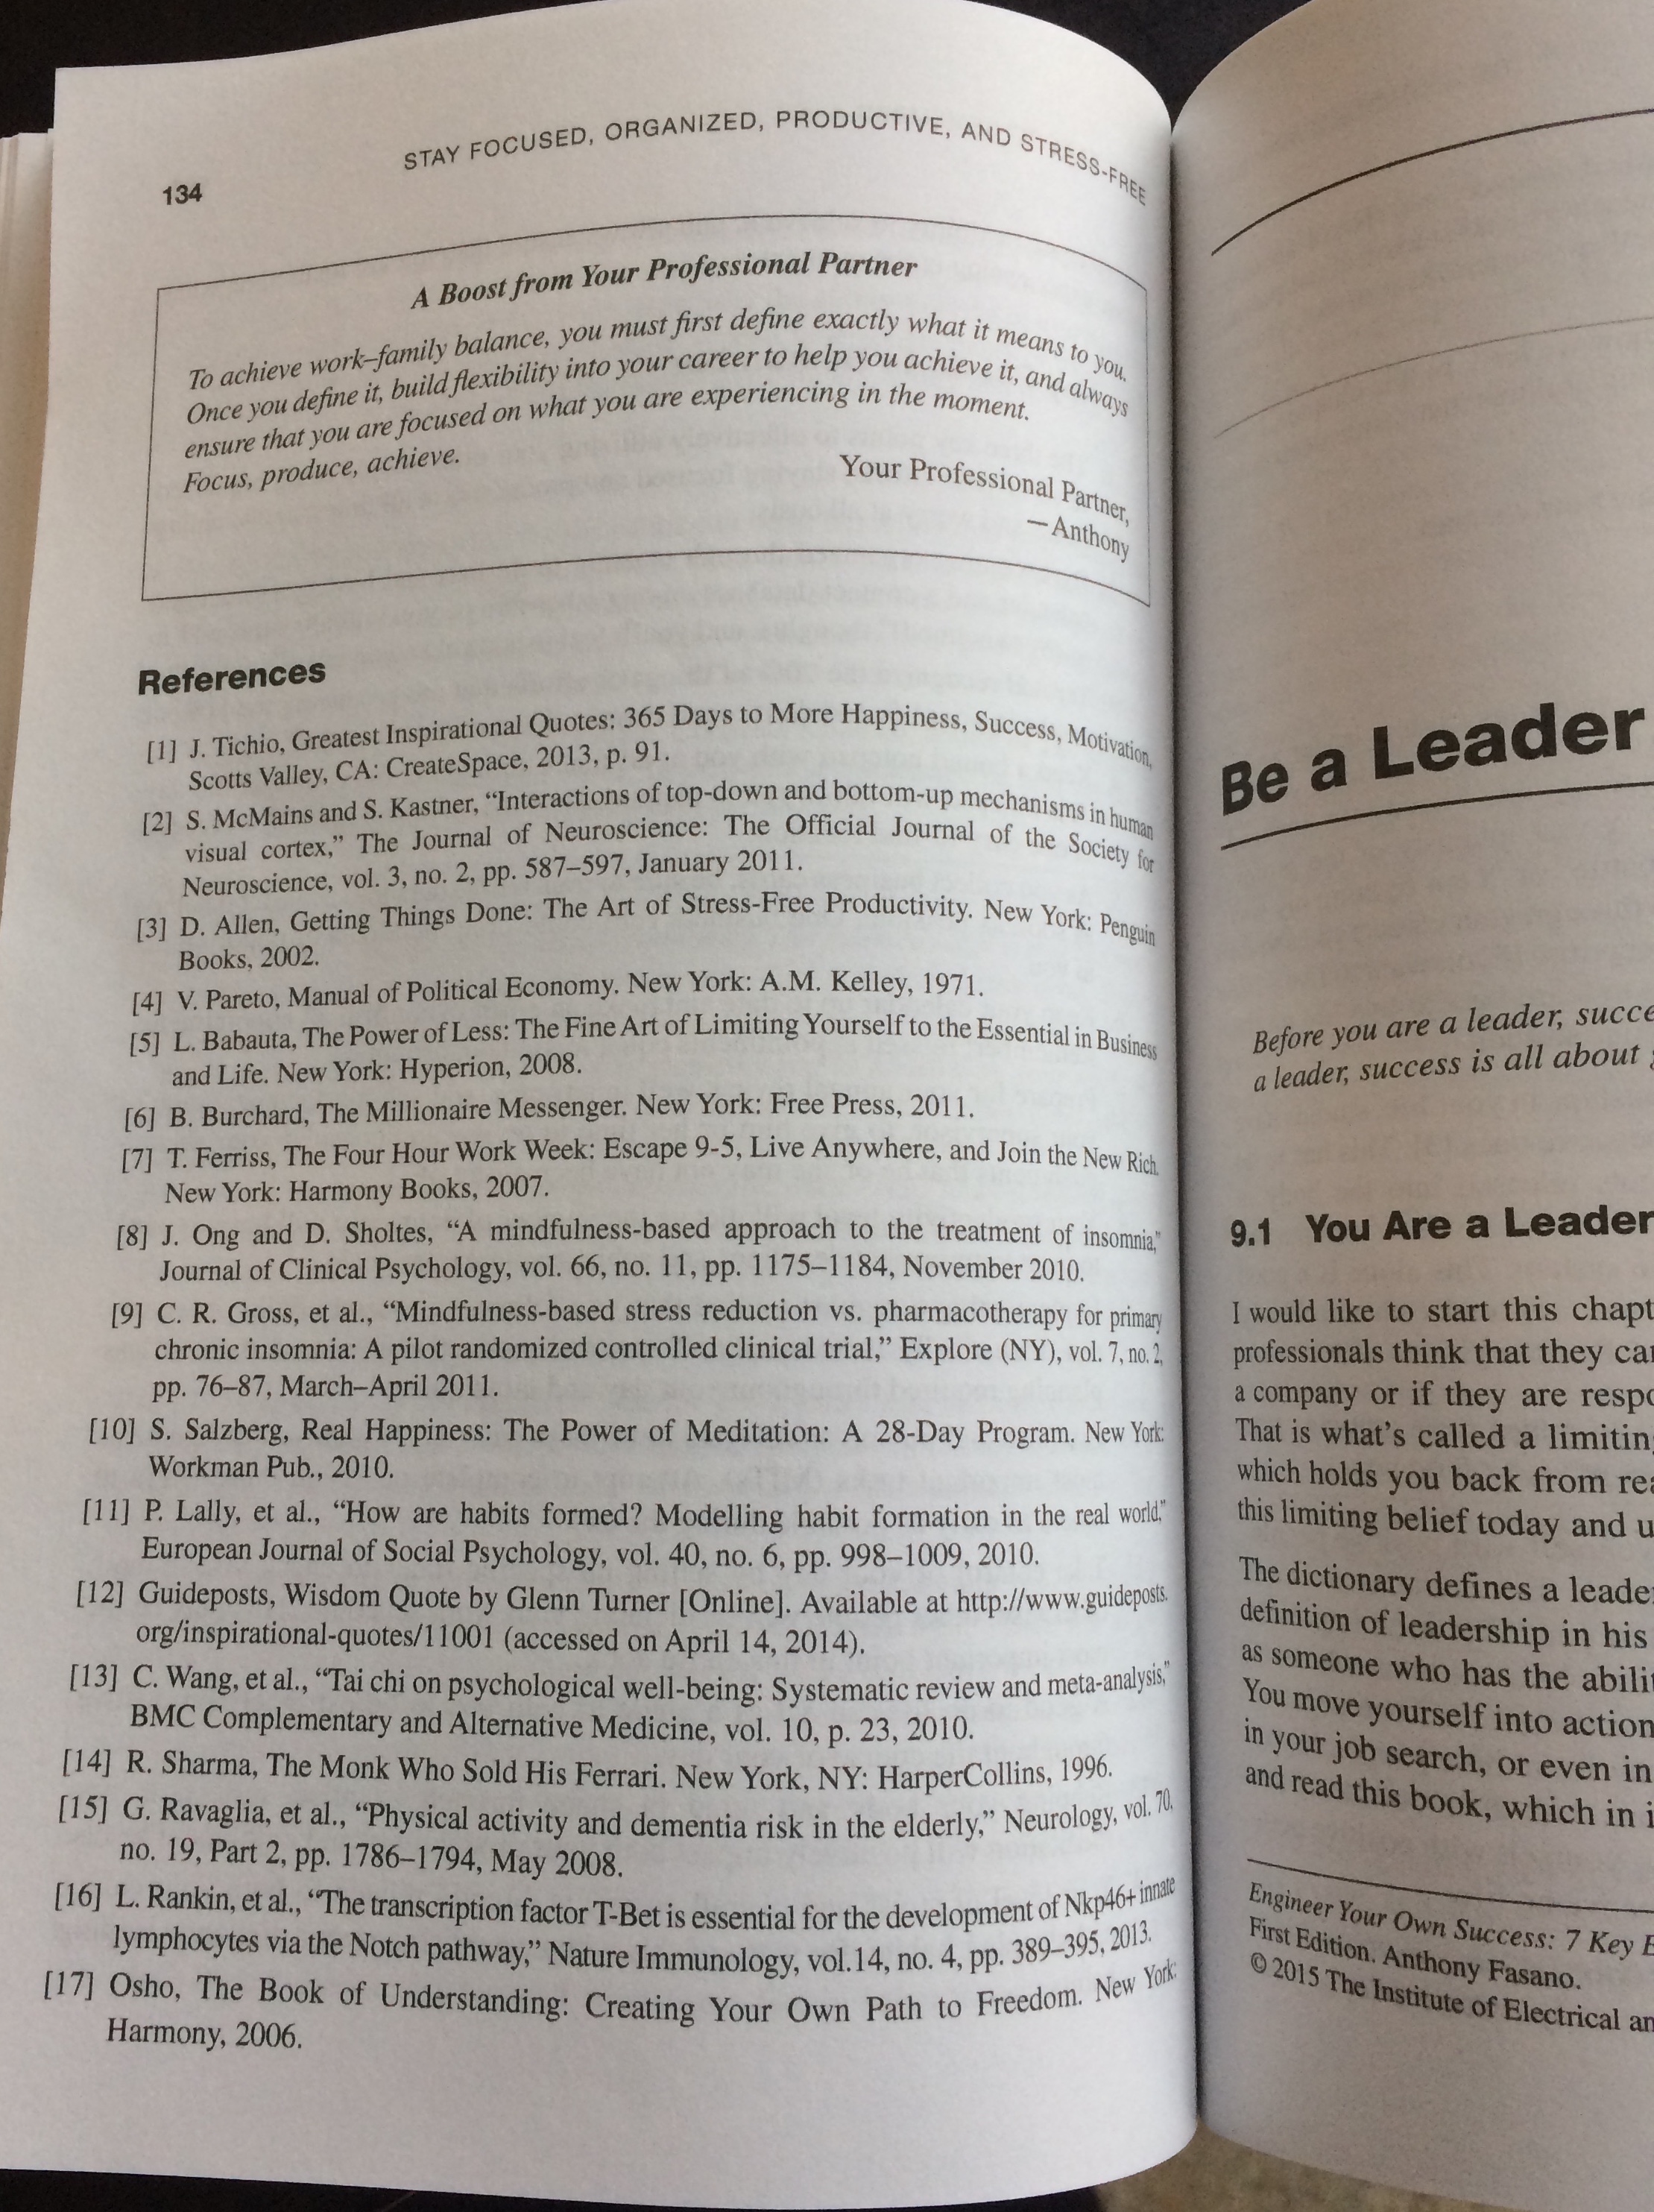 134
STAY FOCUSED, ORGANIZED, PRODUCTIVE, AND STRESS-FREE
A Boost from Your Professional Partner
To achieve work–family balance, you must first define exactly what it means to you.
Once you define it, build flexibility into your career to help you achieve it, and always
ensure that you are focused on what you are experiencing in the moment.
Focus, produce, achieve.
Your Professional Partner,
—Anthony
References
[1] J. Tichio, Greatest Inspirational Quotes: 365 Days to More Happiness, Success, Motivation,
Scotts Valley, CA: CreateSpace, 2013, p. 91.
[2] S. McMains and S. Kastner, “Interactions of top-down and bottom-up mechanisms in human
visual cortex,” The Journal of Neuroscience: The Official Journal of the Society for
Neuroscience, vol. 3, no. 2, pp. 587–597, January 2011.
[3] D. Allen, Getting Things Done: The Art of Stress-Free Productivity. New York: Penguin
Books, 2002.
[4] V. Pareto, Manual of Political Economy. New York: A.M. Kelley, 1971.
[5] L. Babauta, The Power of Less: The Fine Art of Limiting Yourself to the Essential in Business
and Life. New York: Hyperion, 2008.
[6] B. Burchard, The Millionaire Messenger. New York: Free Press, 2011.
[7] T. Ferriss, The Four Hour Work Week: Escape 9-5, Live Anywhere, and Join the New Rich.
New York: Harmony Books, 2007.
[8] J. Ong and D. Sholtes, “A mindfulness-based approach to the treatment of insomnia,”
Journal of Clinical Psychology, vol. 66, no. 11, pp. 1175–1184, November 2010.
[9] C. R. Gross, et al., “Mindfulness-based stress reduction vs. pharmacotherapy for primary
chronic insomnia: A pilot randomized controlled clinical trial,” Explore (NY), vol. 7, no. 2,
pp. 76–87, March–April 2011.
[10] S. Salzberg, Real Happiness: The Power of Meditation: A 28-Day Program. New York:
Workman Pub., 2010.
[11] P. Lally, et al., “How are habits formed? Modelling habit formation in the real world,”
European Journal of Social Psychology, vol. 40, no. 6, pp. 998–1009, 2010.
[12] Guideposts, Wisdom Quote by Glenn Turner [Online]. Available at http://www.guideposts.
org/inspirational-quotes/11001 (accessed on April 14, 2014).
[13] C. Wang, et al., “Tai chi on psychological well-being: Systematic review and meta-analysis,”
BMC Complementary and Alternative Medicine, vol. 10, p. 23, 2010.
[14] R. Sharma, The Monk Who Sold His Ferrari. New York, NY: HarperCollins, 1996.
[15] G. Ravaglia, et al., “Physical activity and dementia risk in the elderly,” Neurology, vol. 70,
no. 19, Part 2, pp. 1786–1794, May 2008.
[16] L. Rankin, et al., “The transcription factor T-Bet is essential for the development of Nkp46+ innate
lymphocytes via the Notch pathway,” Nature Immunology, vol.14, no. 4, pp. 389–395, 2013.
[17] Osho, The Book of Understanding: Creating Your Own Path to Freedom. New York:
Harmony, 2006.
Be a Leader
Before you are a leader, succe
a leader, success is all about
9.1 You Are a Leader
I would like to start this chapt
professionals think that they
a company or if they are resp
That is what’s called a limitin
which holds you back from
this limiting belief today and
The dictionary defines a leade
definition of leadership in his
as someone who has the abili
You move yourself into action
in your job search, or even in
and read this book, which in
Engineer Your Own Success: 7 Key
First Edition. Anthony Fasano.
© 2015 The Institute of Electrical